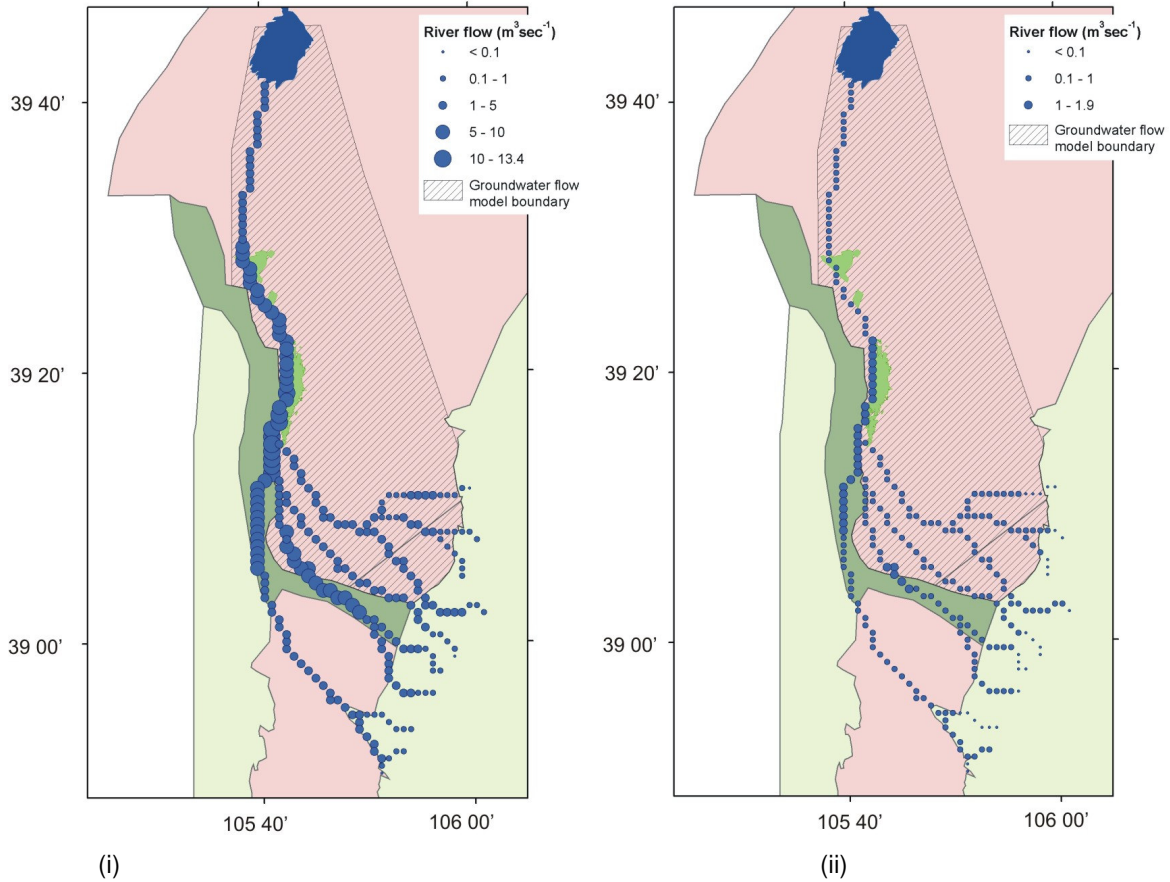 River flow (m³sec⁻¹)
< 0.1
0.1 - 1
1 - 5
5 - 10
10 - 13.4
Groundwater flow
model boundary
39 40’
39 20’
39 00’
105 40’
106 00’
(i)
River flow (m³sec⁻¹)
< 0.1
0.1 - 1
1 - 1.9
Groundwater flow
model boundary
39 40’
39 20’
39 00’
105 40’
106 00’
(ii)